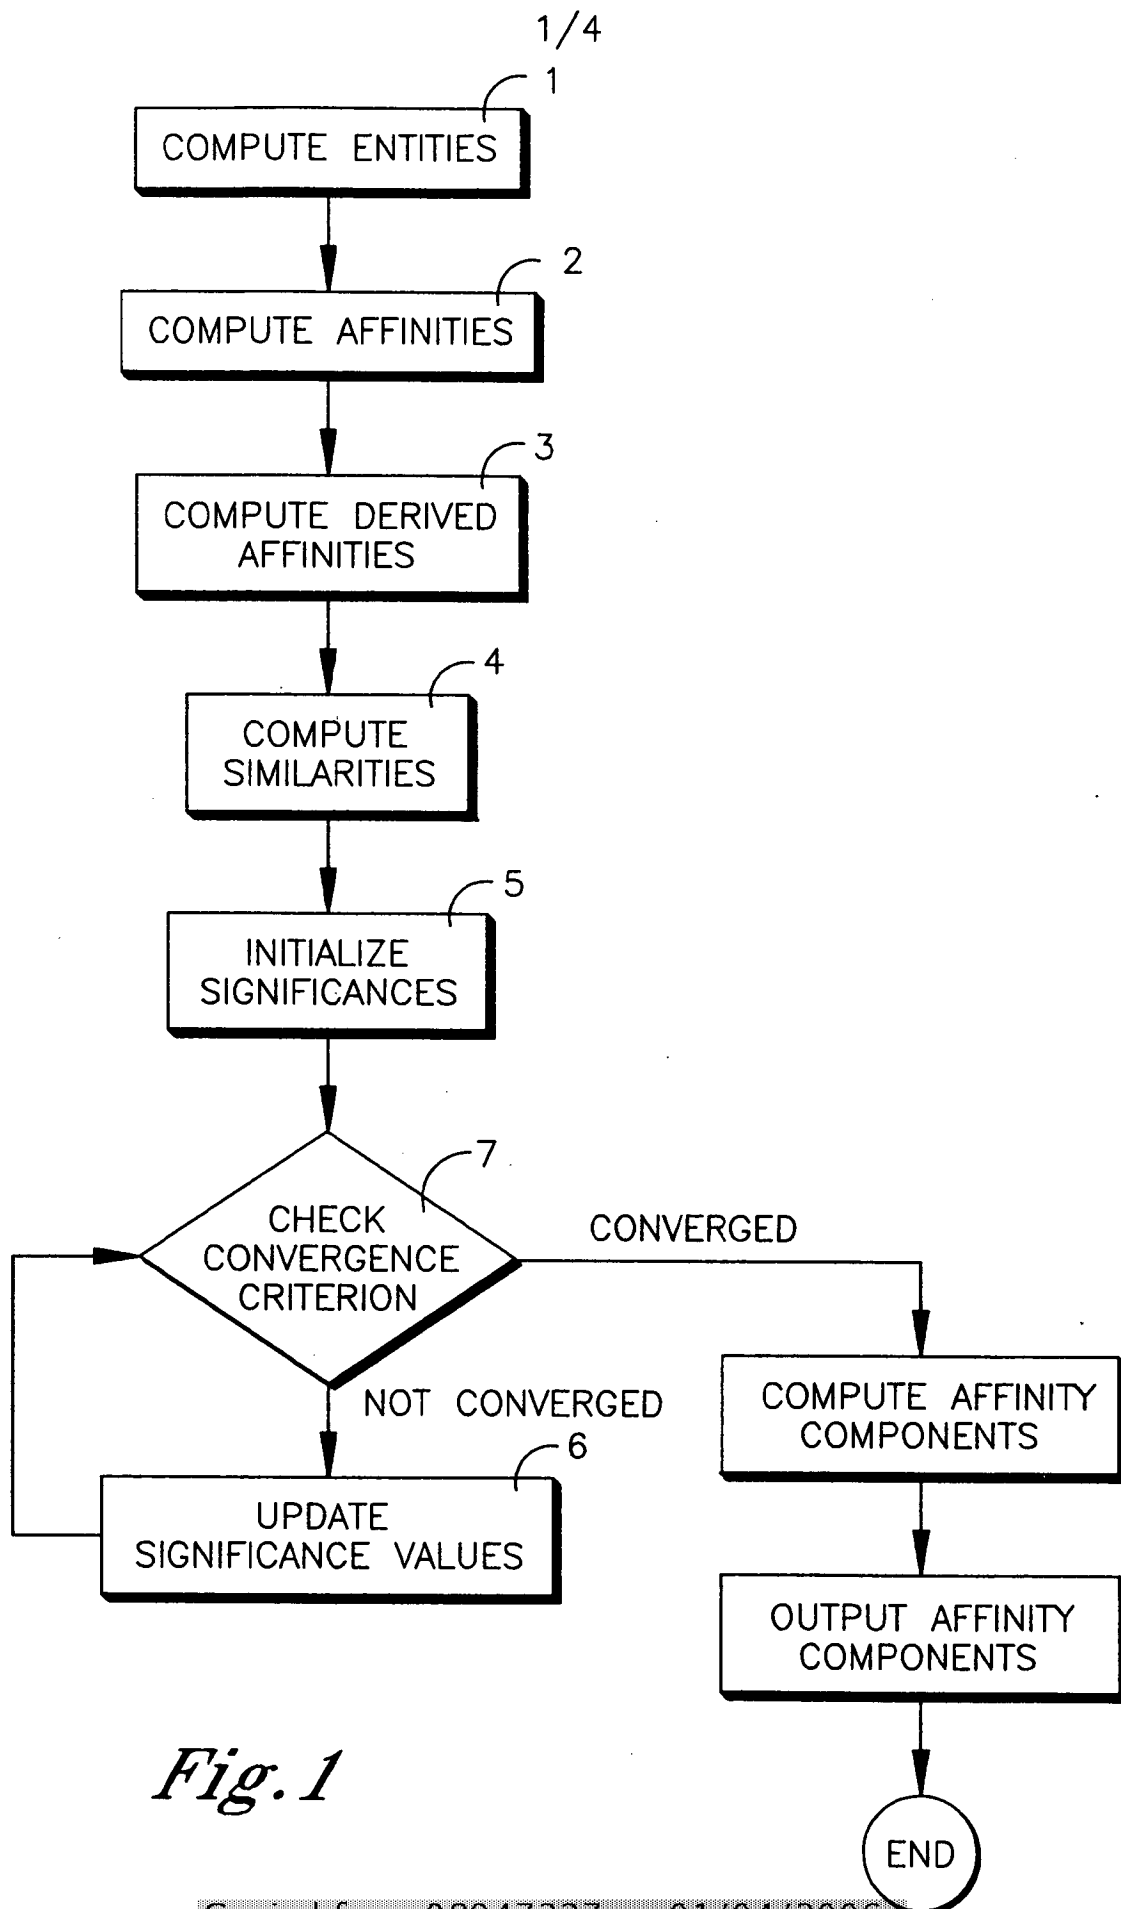 1/4
1
COMPUTE ENTITIES
2
COMPUTE AFFINITIES
3
COMPUTE DERIVED
AFFINITIES
4
COMPUTE
SIMILARITIES
5
INITIALIZE
SIGNIFICANCES
7
CHECK
CONVERGENCE
CRITERION
CONVERGED
NOT CONVERGED
6
UPDATE
SIGNIFICANCE VALUES
COMPUTE AFFINITY
COMPONENTS
OUTPUT AFFINITY
COMPONENTS
END
Fig. 1